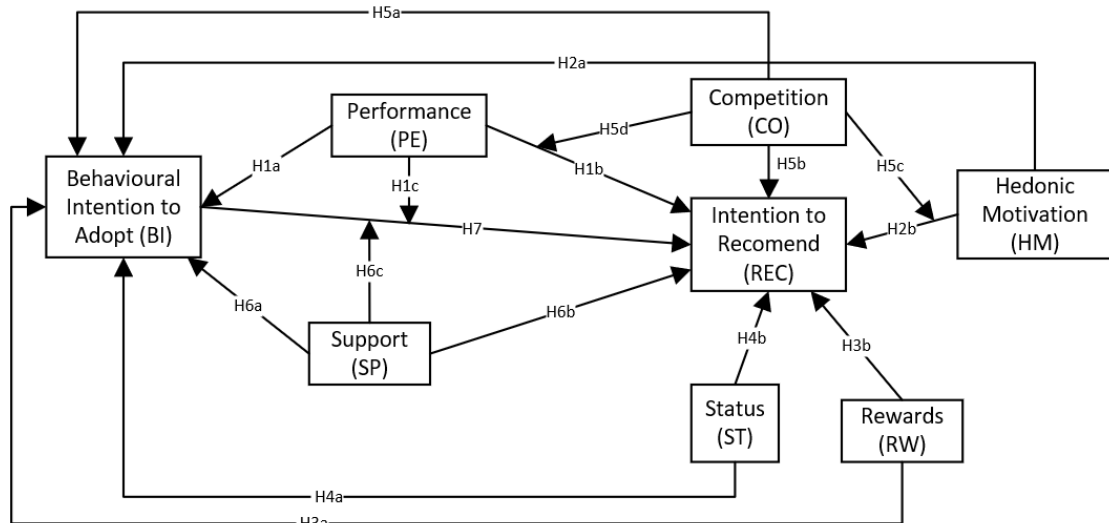 H5a
H2a
Performance
(PE)
Competition
(CO)
H5d
H1a
H1c
H1b
H5b
H5c
Behavioural
Intention to
Adopt (BI)
Hedonic
Motivation
(HM)
Intention to
Recomend
(REC)
H7
H2b
H6c
H6a
H6b
Support
(SP)
H4b
H3b
Status
(ST)
Rewards
(RW)
H4a
H3a